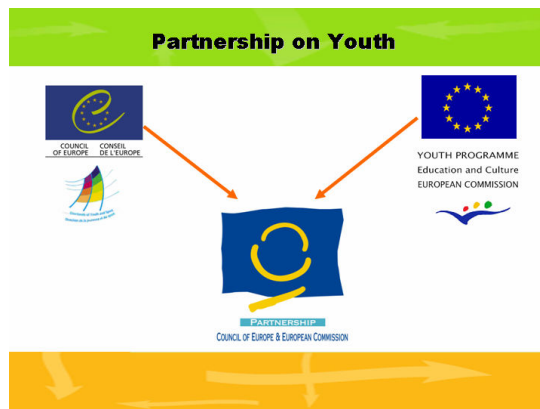 Partnership on Youth
COUNCIL CONSEIL
OF EUROPE DE L'EUROPE
YOUTH PROGRAMME
Education and Culture
EUROPEAN COMMISSION
PARTNERSHIP
COUNCIL OF EUROPE & EUROPEAN COMMISSION